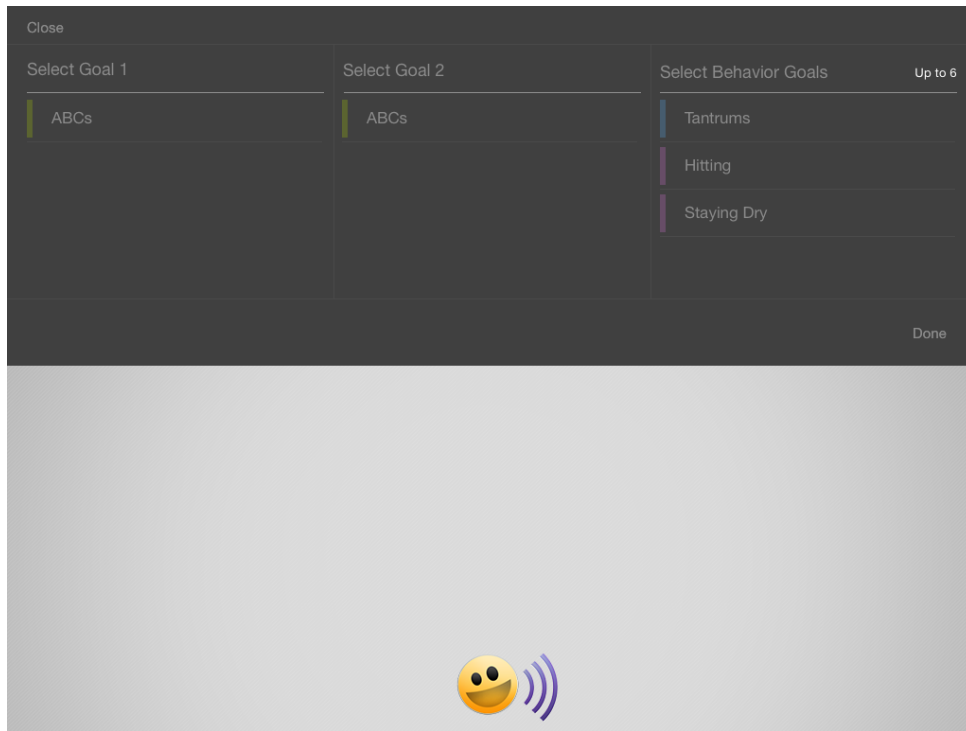 Close
Select Goal 1
ABCs
Select Goal 2
ABCs
Select Behavior Goals Up to 6
Tantrums
Hitting
Staying Dry
Done